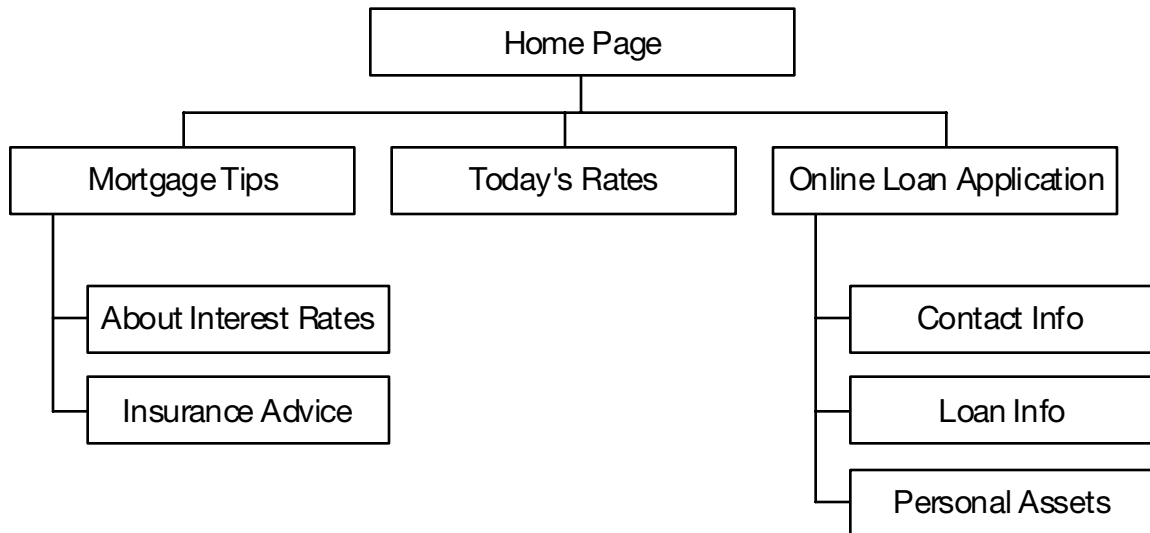 Home Page
Mortgage Tips
Today's Rates
Online Loan Application
About Interest Rates
Contact Info
Insurance Advice
Loan Info
Personal Assets